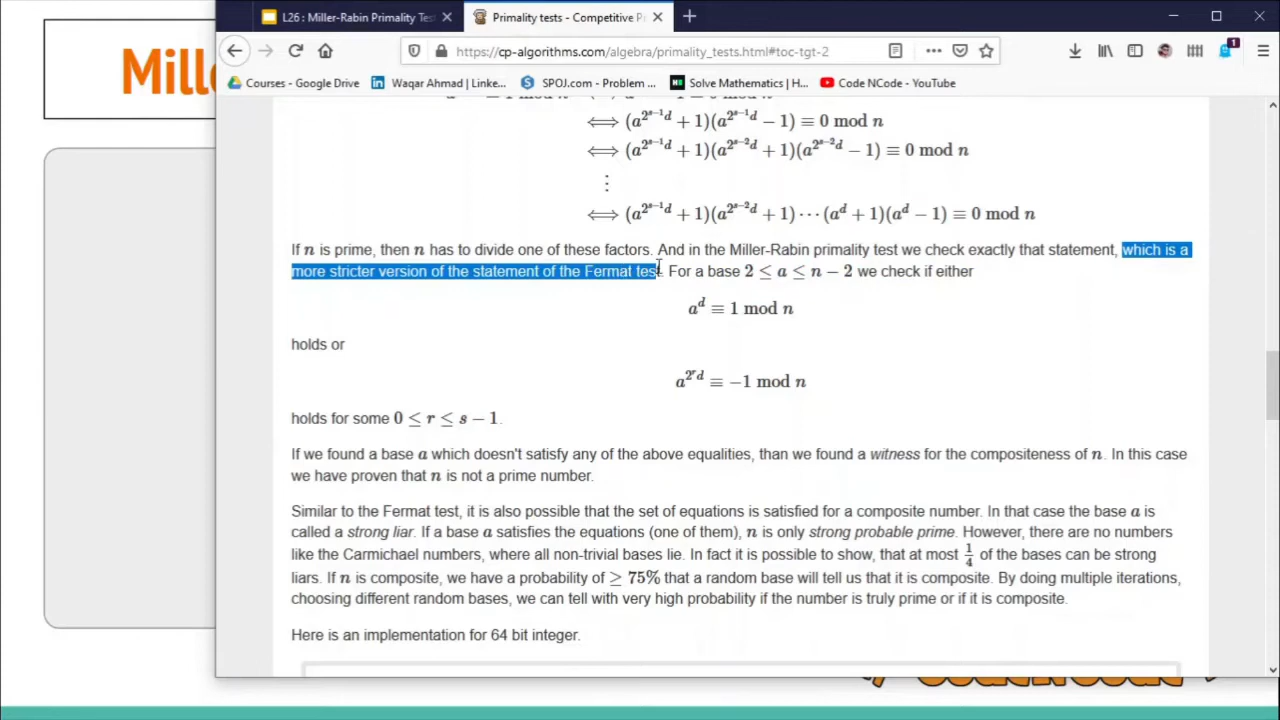 L26 : Miller-Rabin Primality Tes
Primality tests - Competitive P
Mille
https://cp-algorithms.com/algebra/primality_tests.html#toc-tgt-2
1
Courses - Google Drive
Waqar Ahmad | Linke...
SPOJ.com - Problem ...
Solve Mathematics | H...
Code NCode - YouTube
⟺ (a^{2^{s-1}d} + 1)(a^{2^{s-1}d} − 1) ≡ 0 mod n
⟺ (a^{2^{s-1}d} + 1)(a^{2^{s-2}d} + 1)(a^{2^{s-2}d} − 1) ≡ 0 mod n
⋮
⟺ (a^{2^{s-1}d} + 1)(a^{2^{s-2}d} + 1) ⋯ (a^d + 1)(a^d − 1) ≡ 0 mod n
If n is prime, then n has to divide one of these factors. And in the Miller-Rabin primality test we check exactly that statement, which is a
more stricter version of the statement of the Fermat test. For a base 2 ≤ a ≤ n − 2 we check if either
a^d ≡ 1 mod n
holds or
a^{2^r d} ≡ −1 mod n
holds for some 0 ≤ r ≤ s − 1.
If we found a base a which doesn't satisfy any of the above equalities, than we found a witness for the compositeness of n. In this case
we have proven that n is not a prime number.
Similar to the Fermat test, it is also possible that the set of equations is satisfied for a composite number. In that case the base a is
called a strong liar. If a base a satisfies the equations (one of them), n is only strong probable prime. However, there are no numbers
like the Carmichael numbers, where all non-trivial bases lie. In fact it is possible to show, that at most 1/4 of the bases can be strong
liars. If n is composite, we have a probability of ≥ 75% that a random base will tell us that it is composite. By doing multiple iterations,
choosing different random bases, we can tell with very high probability if the number is truly prime or if it is composite.
Here is an implementation for 64 bit integer.